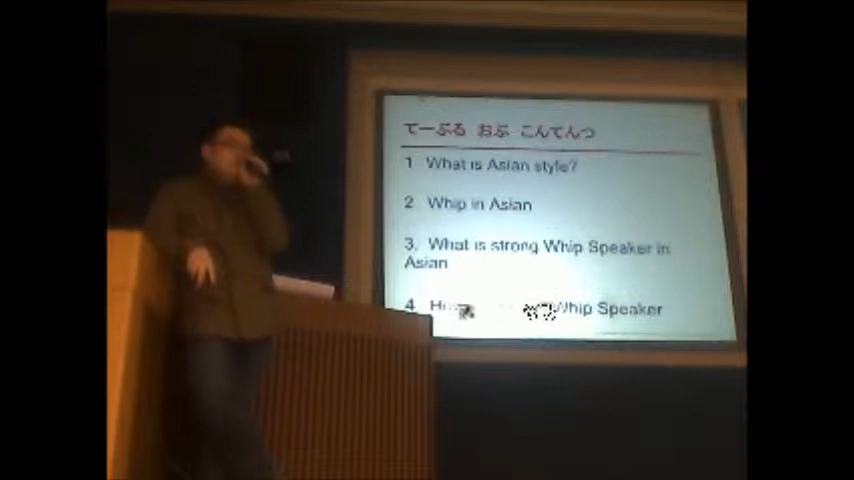 てーぶる おぶ こんてんつ
1 What is Asian style?
2 Whip in Asian
3. What is strong Whip Speaker in
Asian
4 Whip Speaker